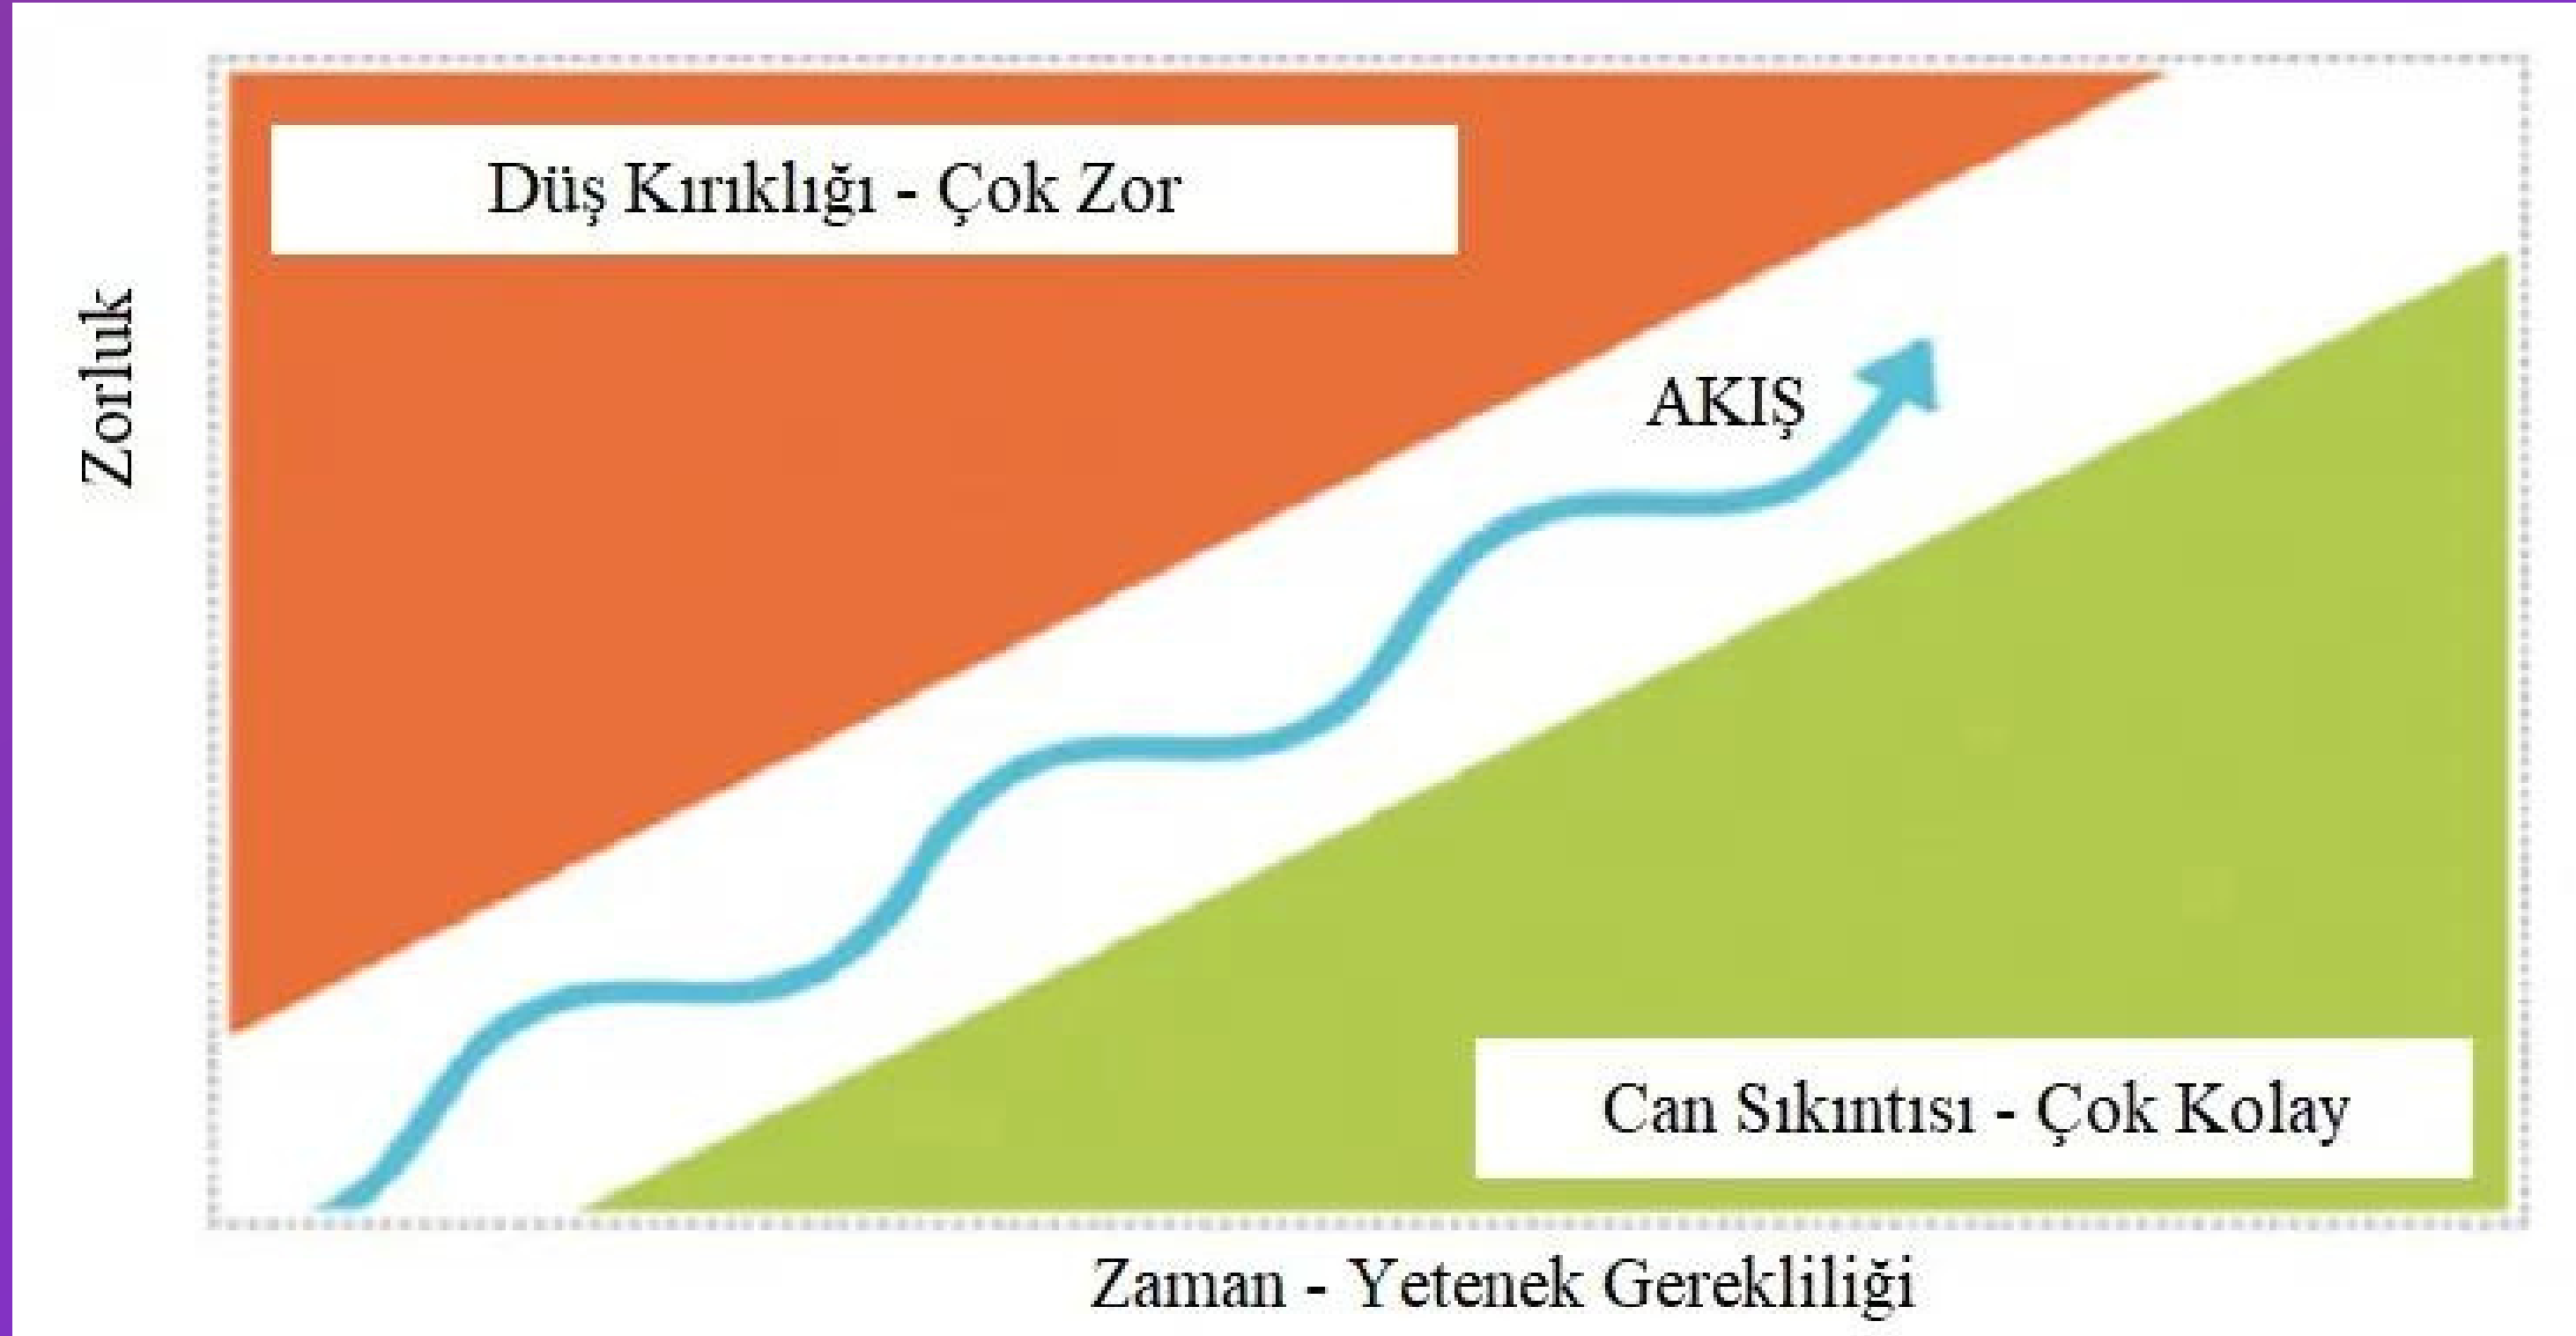 Düş Kırıklığı - Çok Zor
Zorluk
AKIŞ
Can Sıkıntısı - Çok Kolay
Zaman - Yetenek Gerekliliği